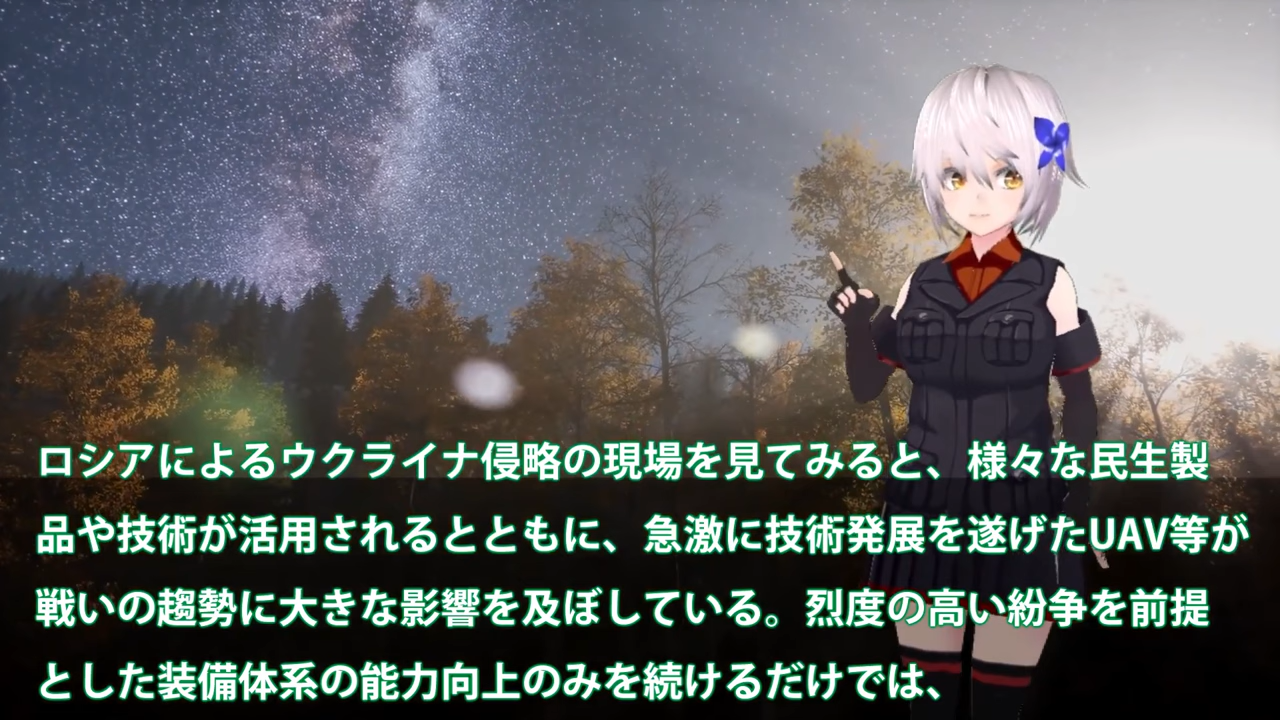 ロシアによるウクライナ侵略の現場を見てみると、様々な民生製
品や技術が活用されるとともに、急激に技術発展を遂げたUAV等が
戦いの趨勢に大きな影響を及ぼしている。烈度の高い紛争を前提
とした装備体系の能力向上のみを続けるだけでは、